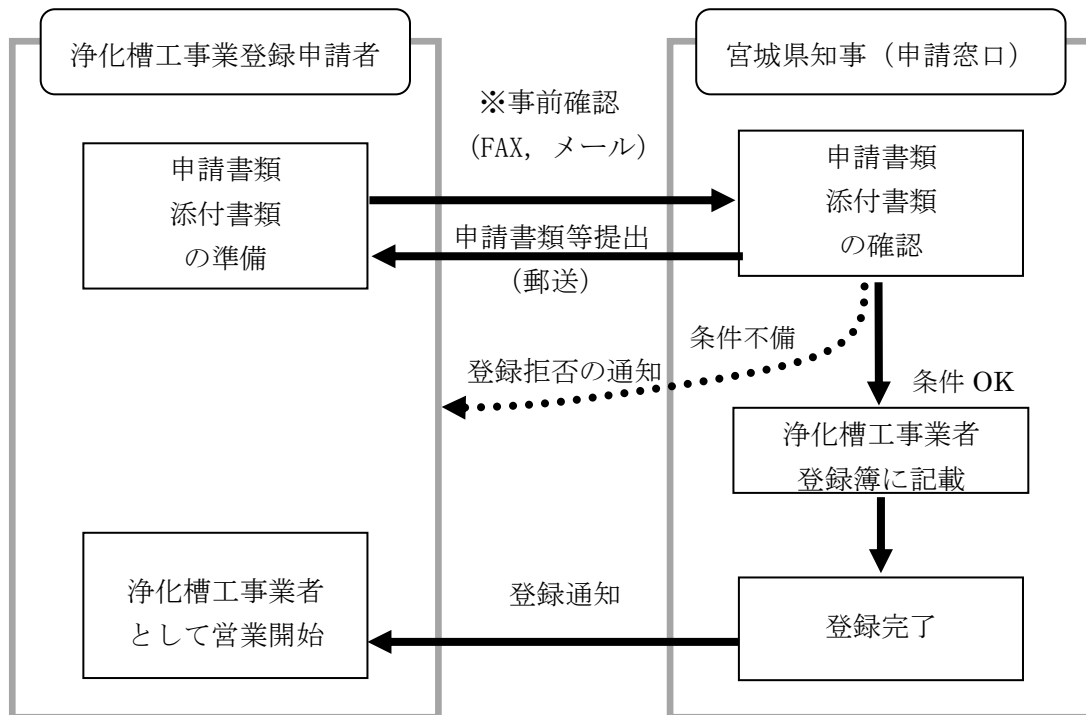 浄化槽工事業登録申請者
宮城県知事（申請窓口）
※事前確認
（FAX，メール）
申請書類
添付書類
の準備
申請書類
添付書類
の確認
申請書類等提出
（郵送）
条件不備
登録拒否の通知
条件 OK
浄化槽工事業者
登録簿に記載
浄化槽工事業者
として営業開始
登録通知
登録完了